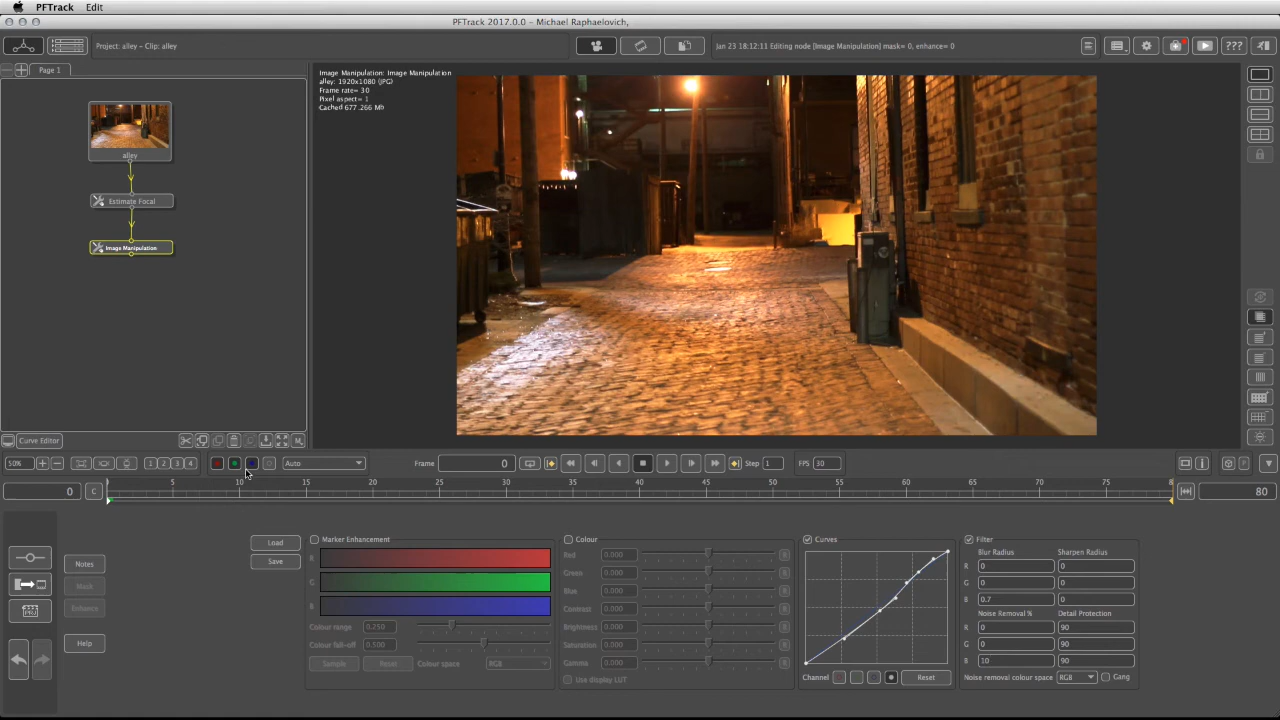 PFTrack Edit
PFTrack 2017.0.0 - Michael Raphaelovich,
Project: alley - Clip: alley
Jan 23 18:12:11 Editing node [Image Manipulation] mask= 0, enhance= 0
???
Page 1
Image Manipulation: Image Manipulation
alley: 1920x1080 (JPG)
Frame rate= 30
Pixel aspect= 1
Cached 677.266 Mb
alley
Estimate Focal
Image Manipulation
Curve Editor
50% 1 2 3 4 Auto Frame 0 Step 1 FPS 30
0 C 5 10 15 20 25 30 35 40 45 50 55 60 65 70 75 8 80
Load
Save
Notes
Mask
Enhance
Help
PRJ
Marker Enhancement
R
G
B
Colour range 0.250
Colour fall-off 0.500
Sample Reset Colour space RGB
Colour
Red 0.000 R
Green 0.000 R
Blue 0.000 R
Contrast 0.000 R
Brightness 0.000 R
Saturation 0.000 R
Gamma 0.000 R
Use display LUT
Curves
Channel Reset
Filter
Blur Radius Sharpen Radius
R 0 0
G 0 0
B 0.7 0
Noise Removal % Detail Protection
R 0 90
G 0 90
B 10 90
Noise removal colour space RGB Gang